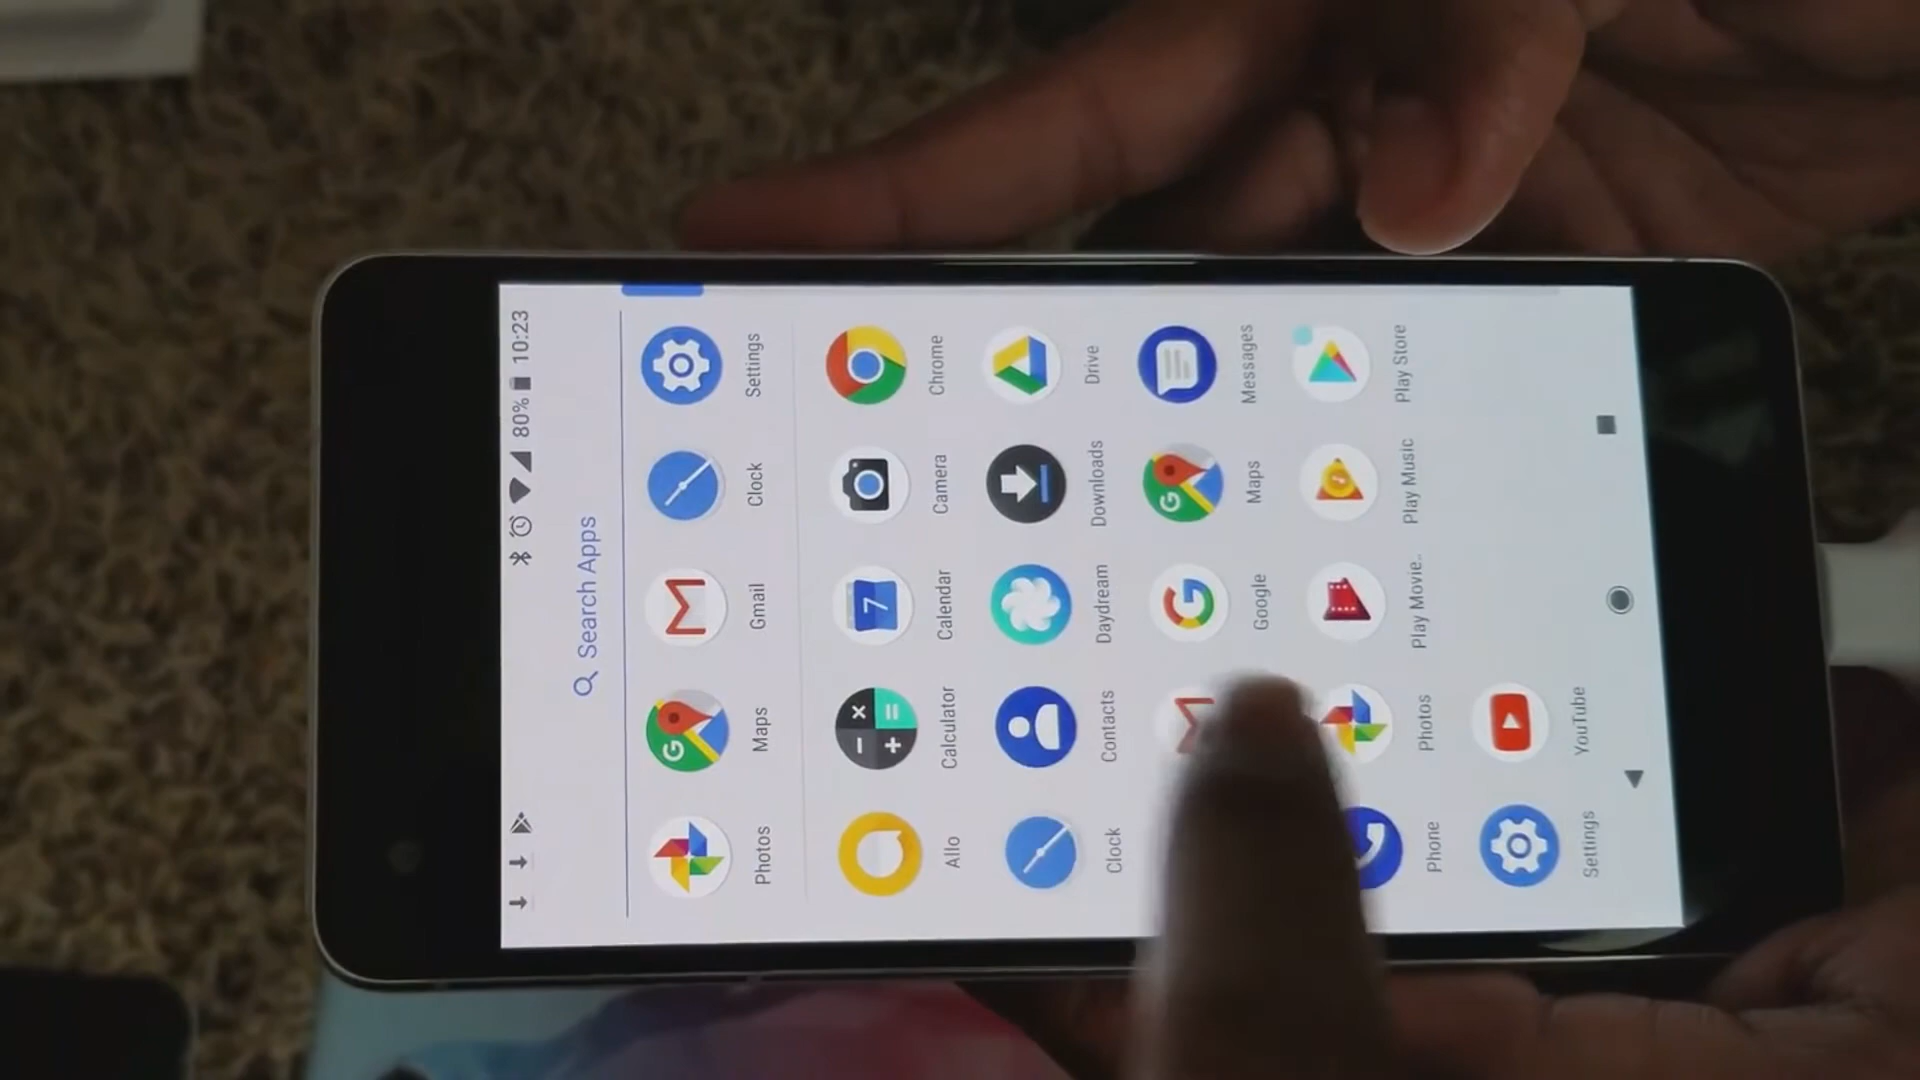 80% 10:23
Search Apps
Photos Maps Gmail Clock Settings
Allo Calculator Calendar Camera Chrome
Clock Contacts Daydream Downloads Drive
Google Maps Messages
Phone Photos Play Movie.. Play Music Play Store
Settings YouTube